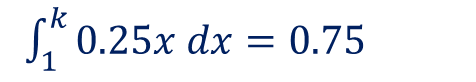 ∫₁ᵏ 0.25x dx = 0.75